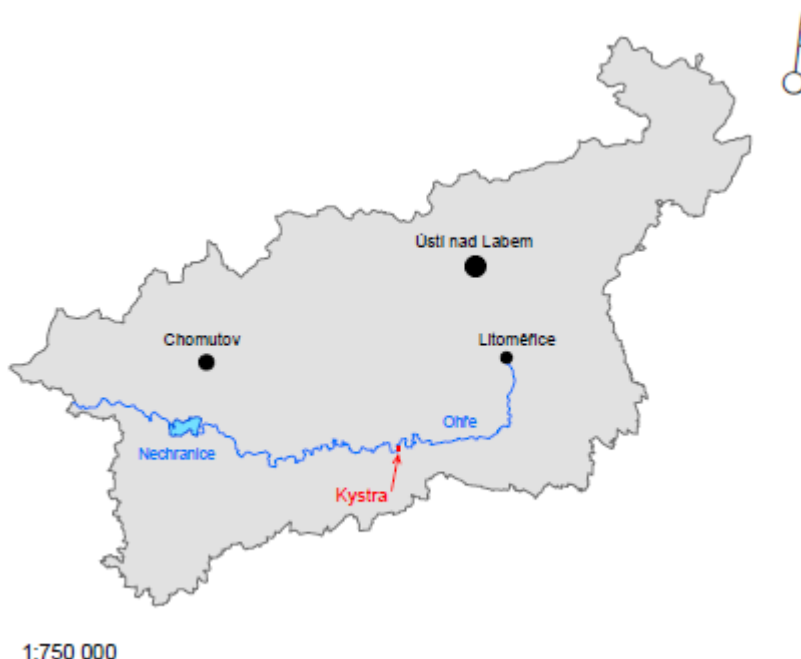 Ústí nad Labem
Chomutov
Litoměřice
Ohře
Nechranice
Kystra
1:750 000